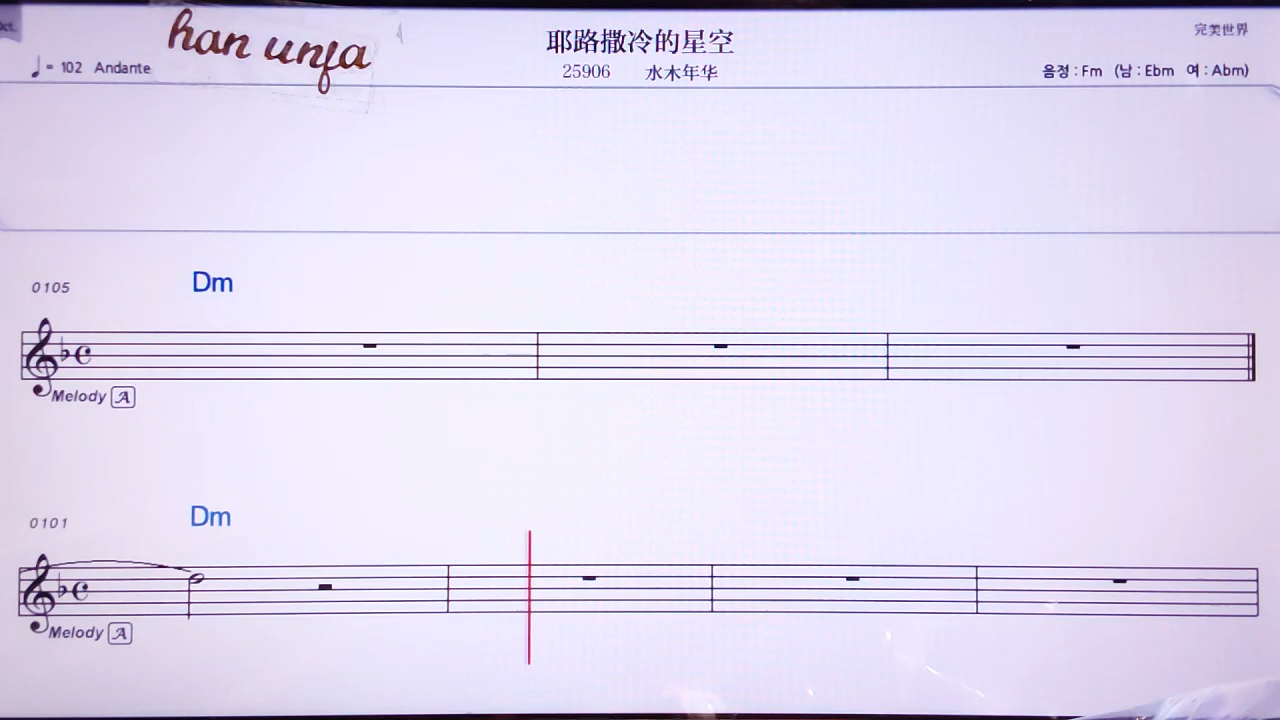 Oct.
han unfa
耶路撒冷的星空
完美世界
♩= 102 Andante
25906 水木年华
음정 : Fm (남 : Ebm 여 : Abm)
0105
Dm
Melody A
0101
Dm
Melody A